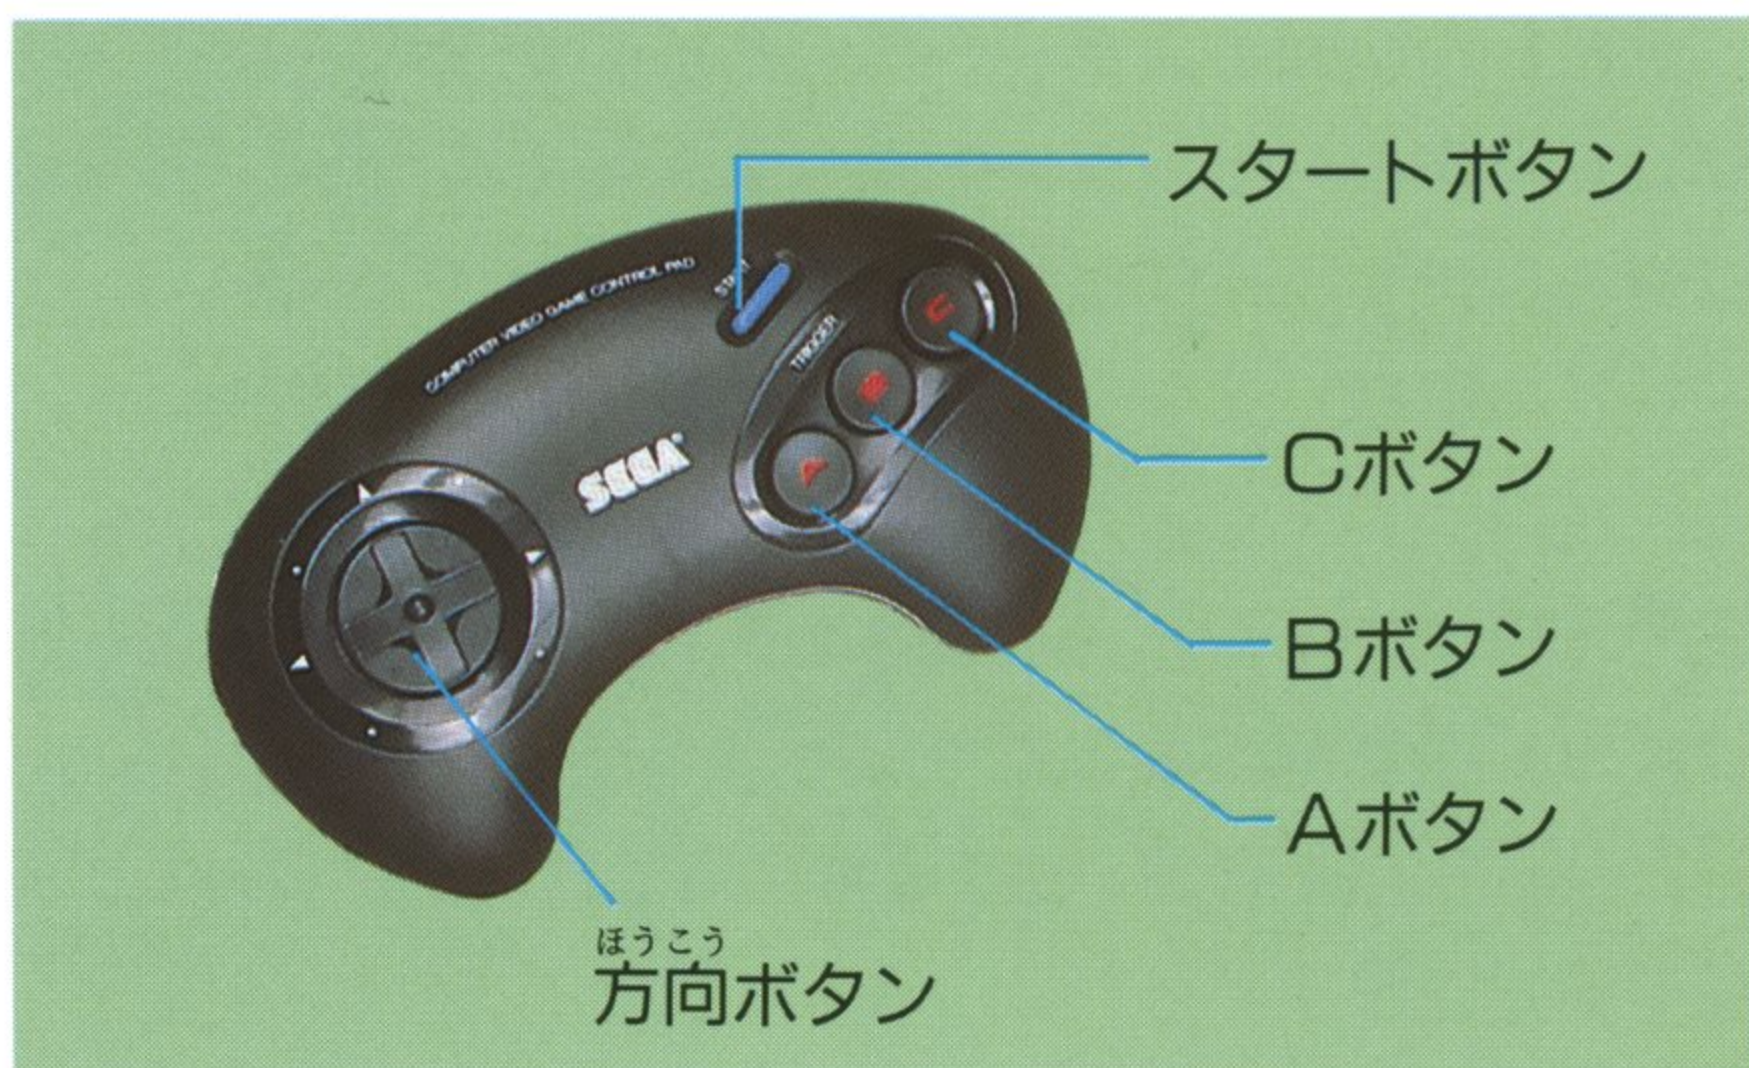 スタートボタン
COMPUTER VIDEO GAME CONTROL PAD
START
TRIGGER
C
B
A
SEGA
Cボタン
Bボタン
Aボタン
ほうこう
方向ボタン